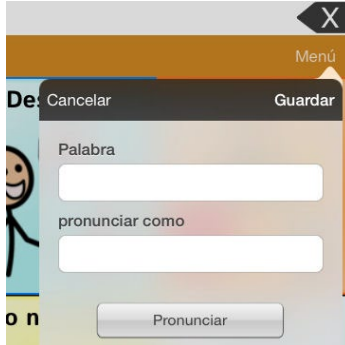 X
Menú
Des
Cancelar
Guardar
Palabra
pronunciar como
Pronunciar
o n